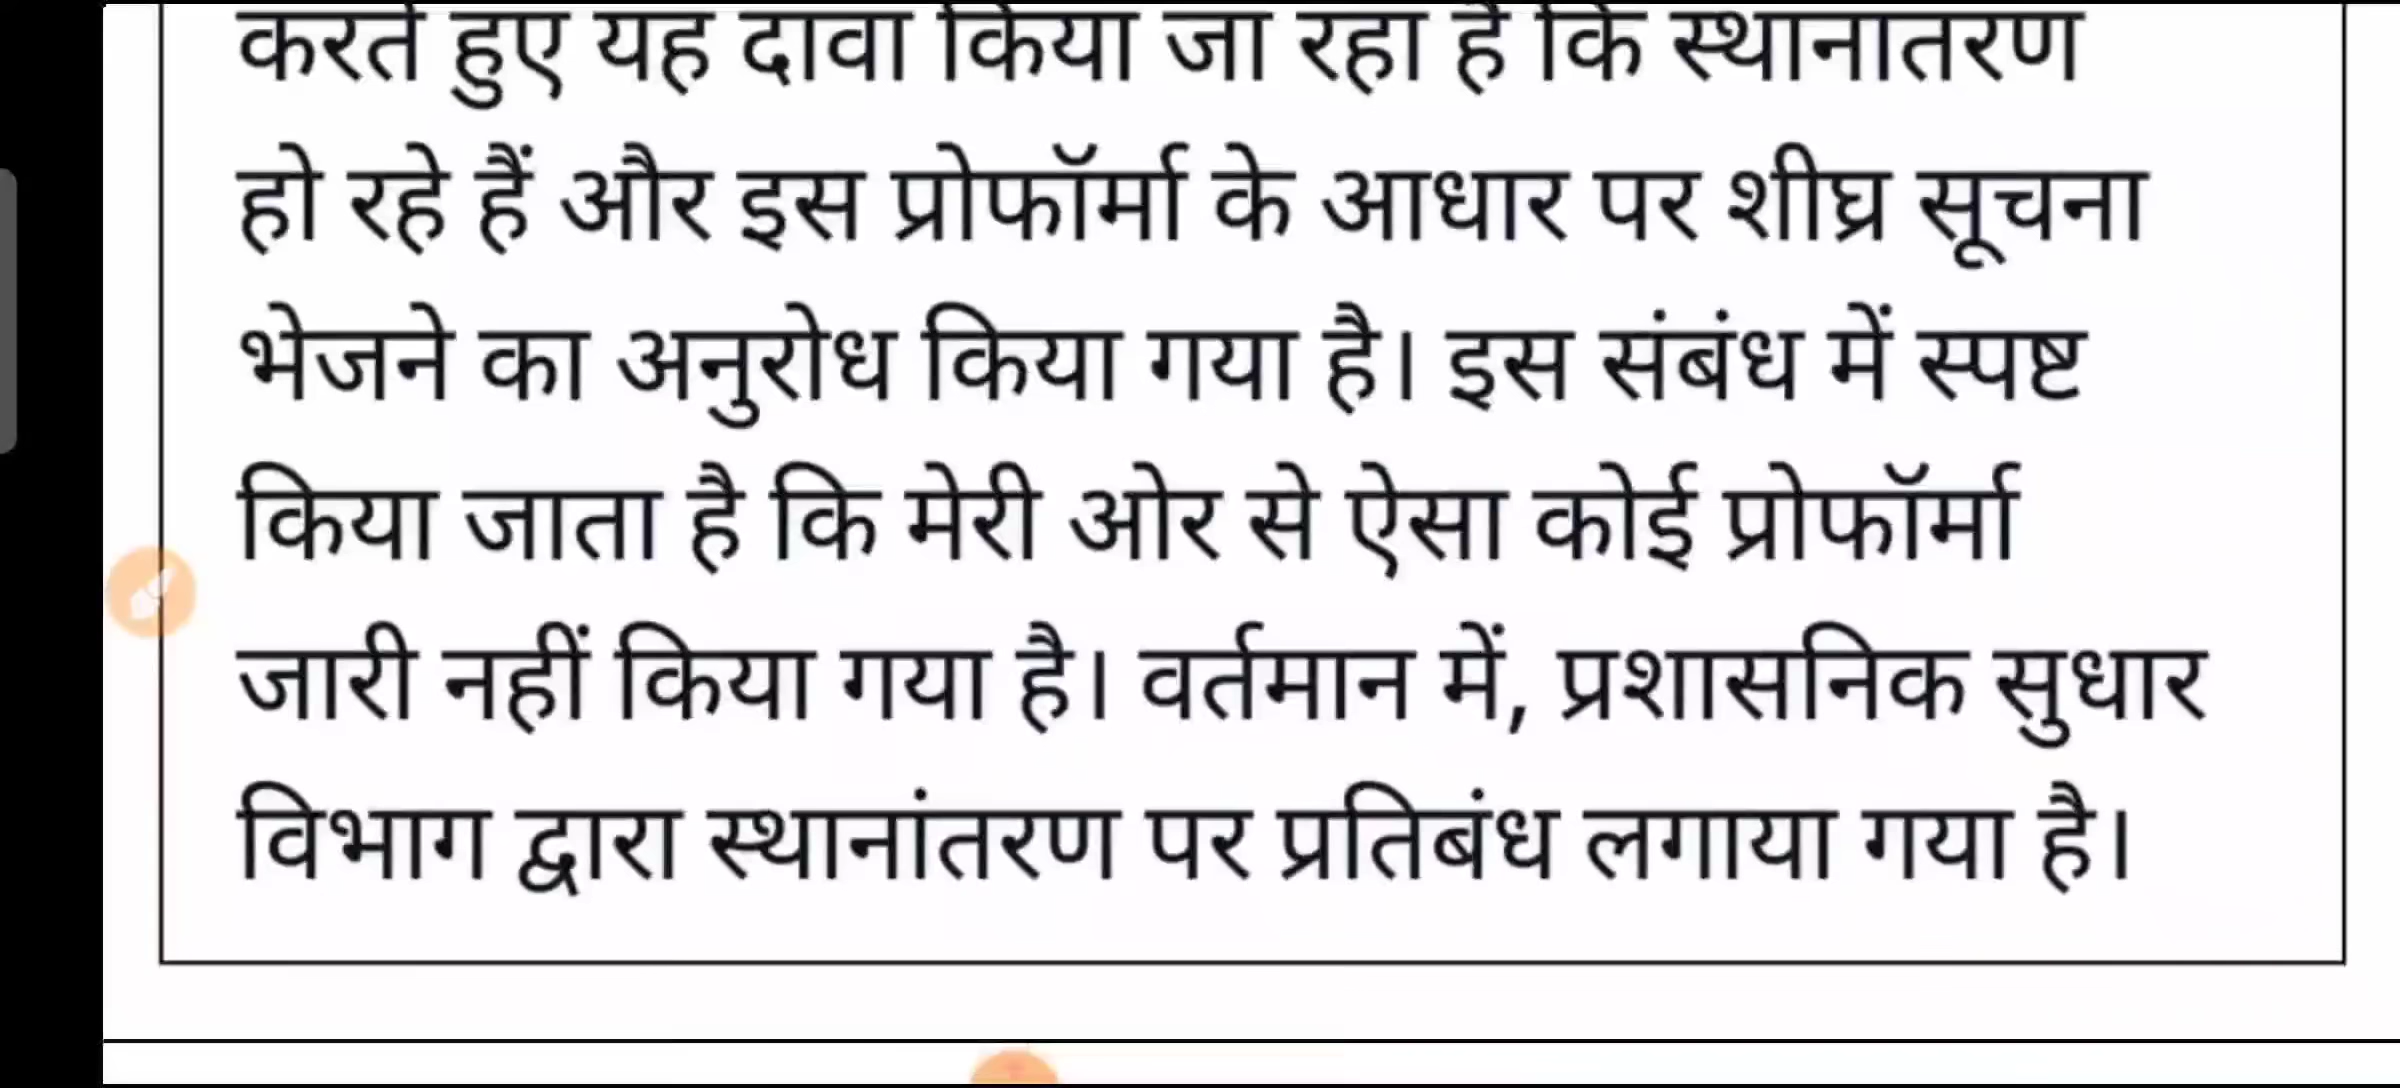 करते हुए यह दावा किया जा रहा है कि स्थानांतरण
हो रहे हैं और इस प्रोफॉर्मा के आधार पर शीघ्र सूचना
भेजने का अनुरोध किया गया है। इस संबंध में स्पष्ट
किया जाता है कि मेरी ओर से ऐसा कोई प्रोफॉर्मा
जारी नहीं किया गया है। वर्तमान में, प्रशासनिक सुधार
विभाग द्वारा स्थानांतरण पर प्रतिबंध लगाया गया है।